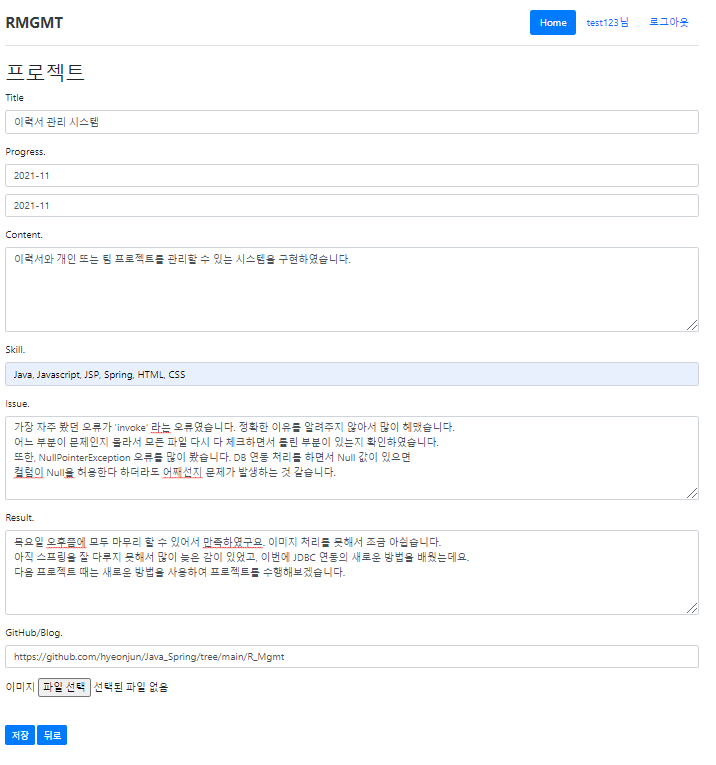 RMGMT
Home test123님 로그아웃
프로젝트
Title
이력서 관리 시스템
Progress.
2021-11
2021-11
Content.
이력서와 개인 또는 팀 프로젝트를 관리할 수 있는 시스템을 구현하였습니다.
Skill.
Java, Javascript, JSP, Spring, HTML, CSS
Issue.
가장 자주 봤던 오류가 'invoke' 라는 오류였습니다. 정확한 이유를 알려주지 않아서 많이 헤맸습니다.
어느 부분이 문제인지 몰라서 모든 파일 다시 다 체크하면서 틀린 부분이 있는지 확인하였습니다.
또한, NullPointerException 오류를 많이 봤습니다. DB 연동 처리를 하면서 Null 값이 있으면
컬럼이 Null을 허용한다 하더라도 어째선지 문제가 발생하는 것 같습니다.
Result.
목요일 오후쯤에 모두 마무리 할 수 있어서 만족하였구요. 이미지 처리를 못해서 조금 아쉽습니다.
아직 스프링을 잘 다루지 못해서 많이 늦은 감이 있었고, 이번에 JDBC 연동의 새로운 방법을 배웠는데요.
다음 프로젝트 때는 새로운 방법을 사용하여 프로젝트를 수행해보겠습니다.
GitHub/Blog.
https://github.com/hyeonjun/Java_Spring/tree/main/R_Mgmt
이미지 파일 선택 선택된 파일 없음
저장 뒤로